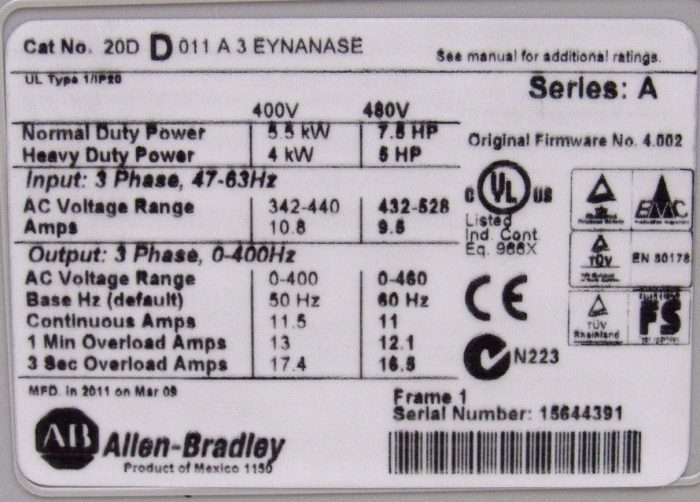 Cat No. 20D D 011 A 3 EYNANASE
See manual for additional ratings.
UL Type 1/IP20
Series: A
400V 480V
Normal Duty Power 5.5 kW 7.5 HP
Original Firmware No. 4.002
Heavy Duty Power 4 kW 5 HP
Input: 3 Phase, 47-63Hz
AC Voltage Range 342-440 432-528
Amps 10.8 9.5
C UL US
Listed
Ind. Cont.
Eq. 966X
EMC
TÜV
EN 50178
Output: 3 Phase, 0-400Hz
AC Voltage Range 0-400 0-460
Base Hz (default) 50 Hz 60 Hz
Continuous Amps 11.5 11
1 Min Overload Amps 13 12.1
3 Sec Overload Amps 17.4 16.5
CE
TÜV
Rheinland
FS
N223
MFD. in 2011 on Mar 09
Frame 1
Serial Number: 15644391
AB Allen-Bradley
Product of Mexico 1150